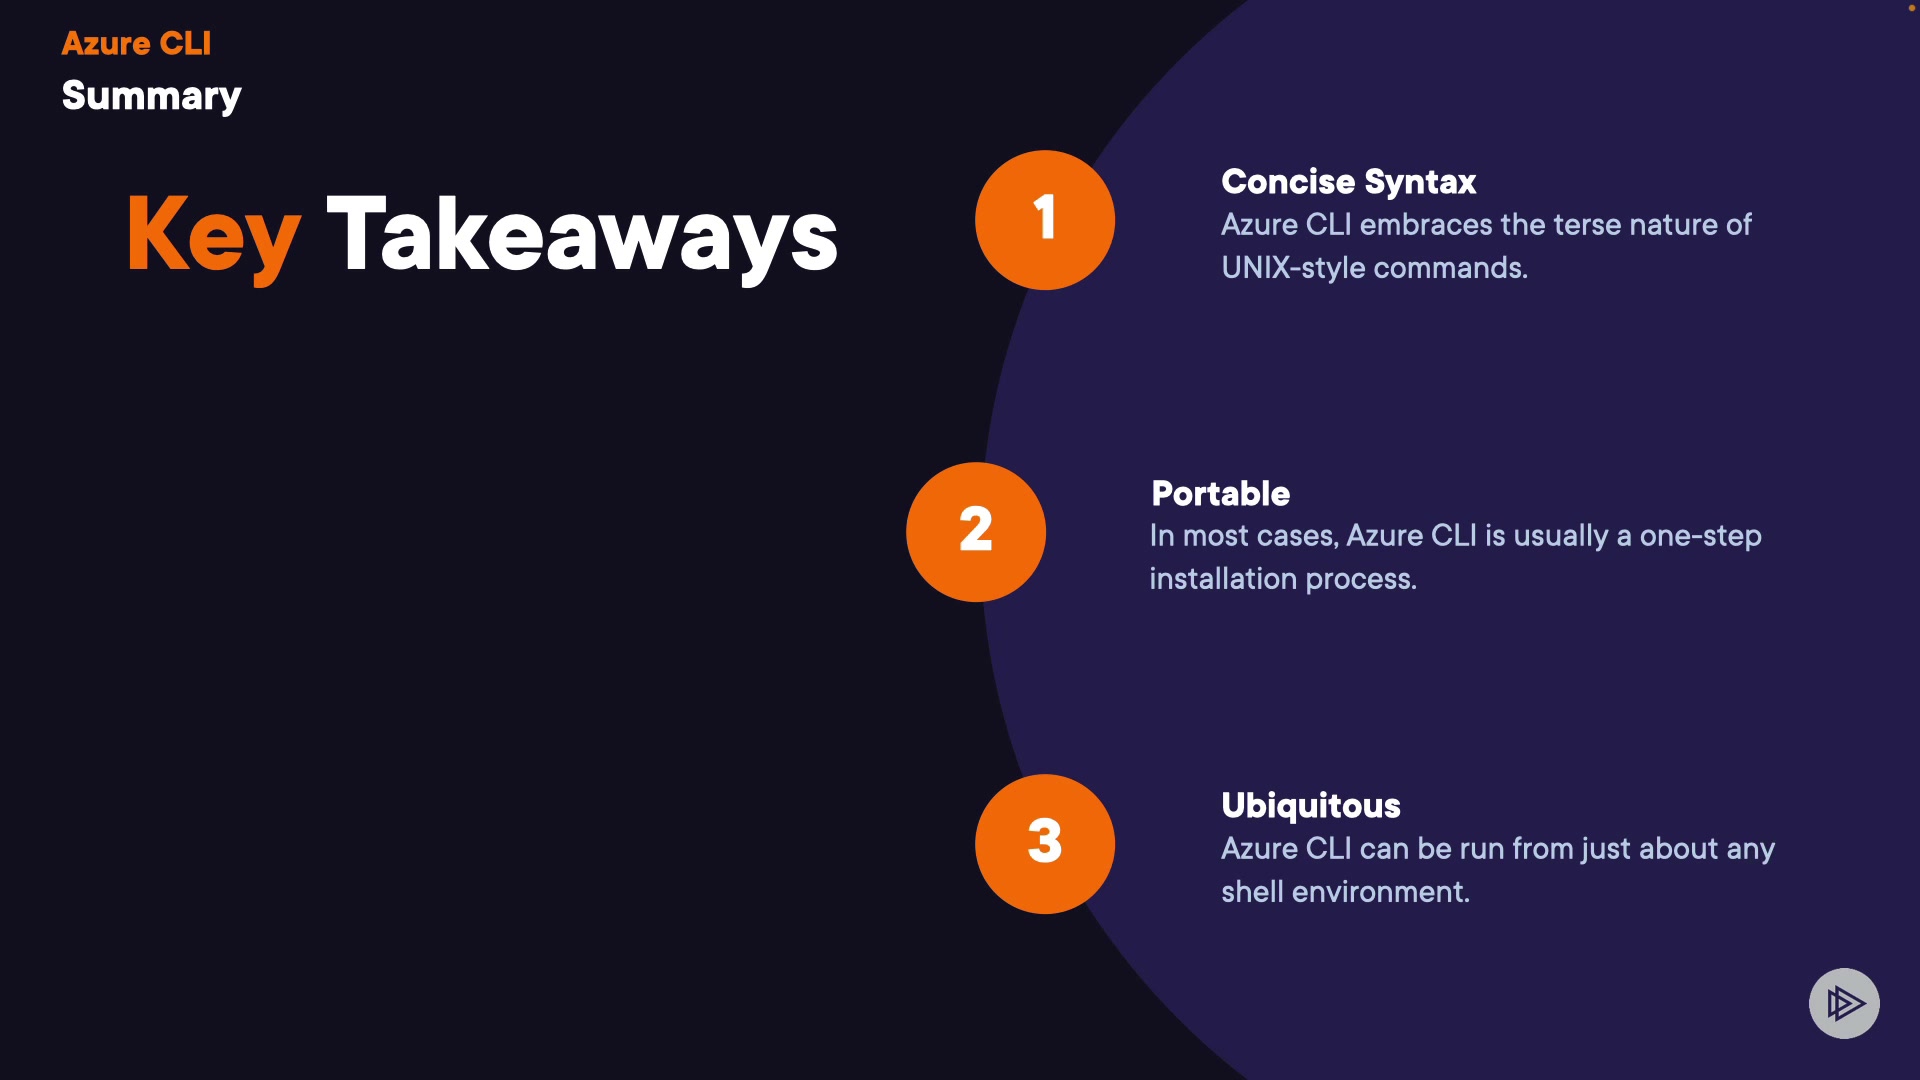 Azure CLI
Summary
Key Takeaways
1
Concise Syntax
Azure CLI embraces the terse nature of
UNIX-style commands.
2
Portable
In most cases, Azure CLI is usually a one-step
installation process.
3
Ubiquitous
Azure CLI can be run from just about any
shell environment.